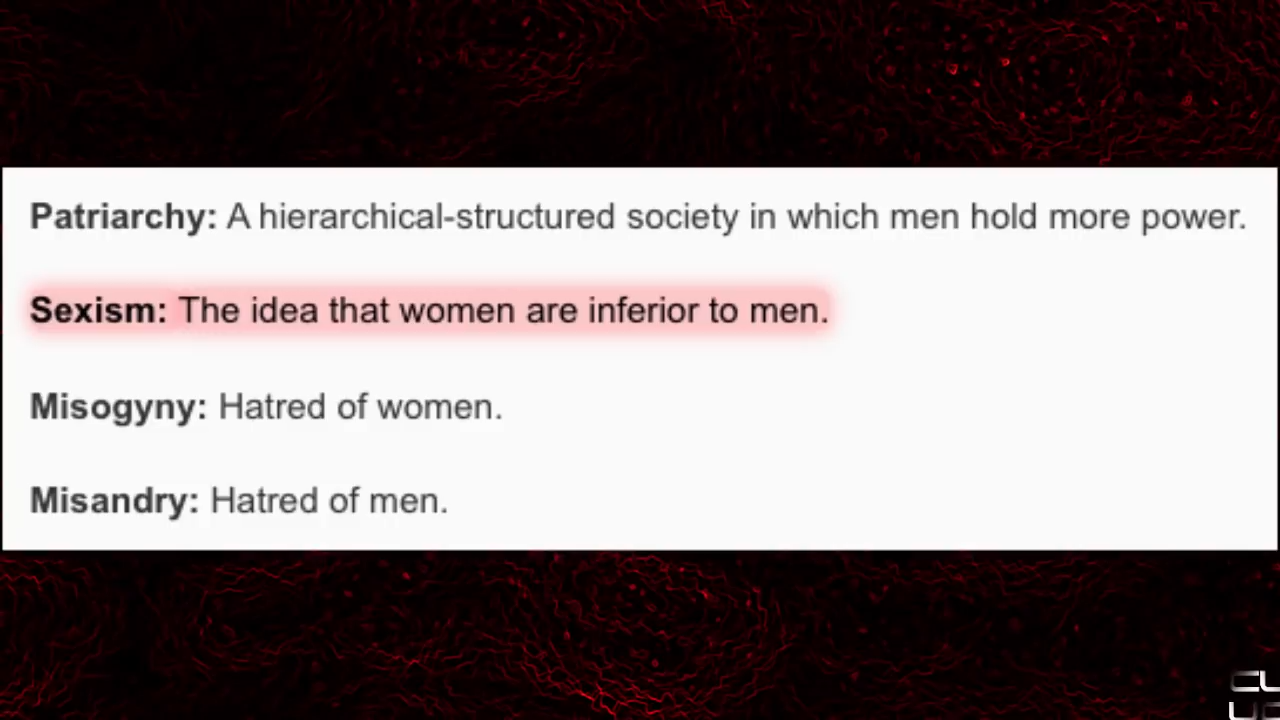 Patriarchy: A hierarchical-structured society in which men hold more power.
Sexism: The idea that women are inferior to men.
Misogyny: Hatred of women.
Misandry: Hatred of men.